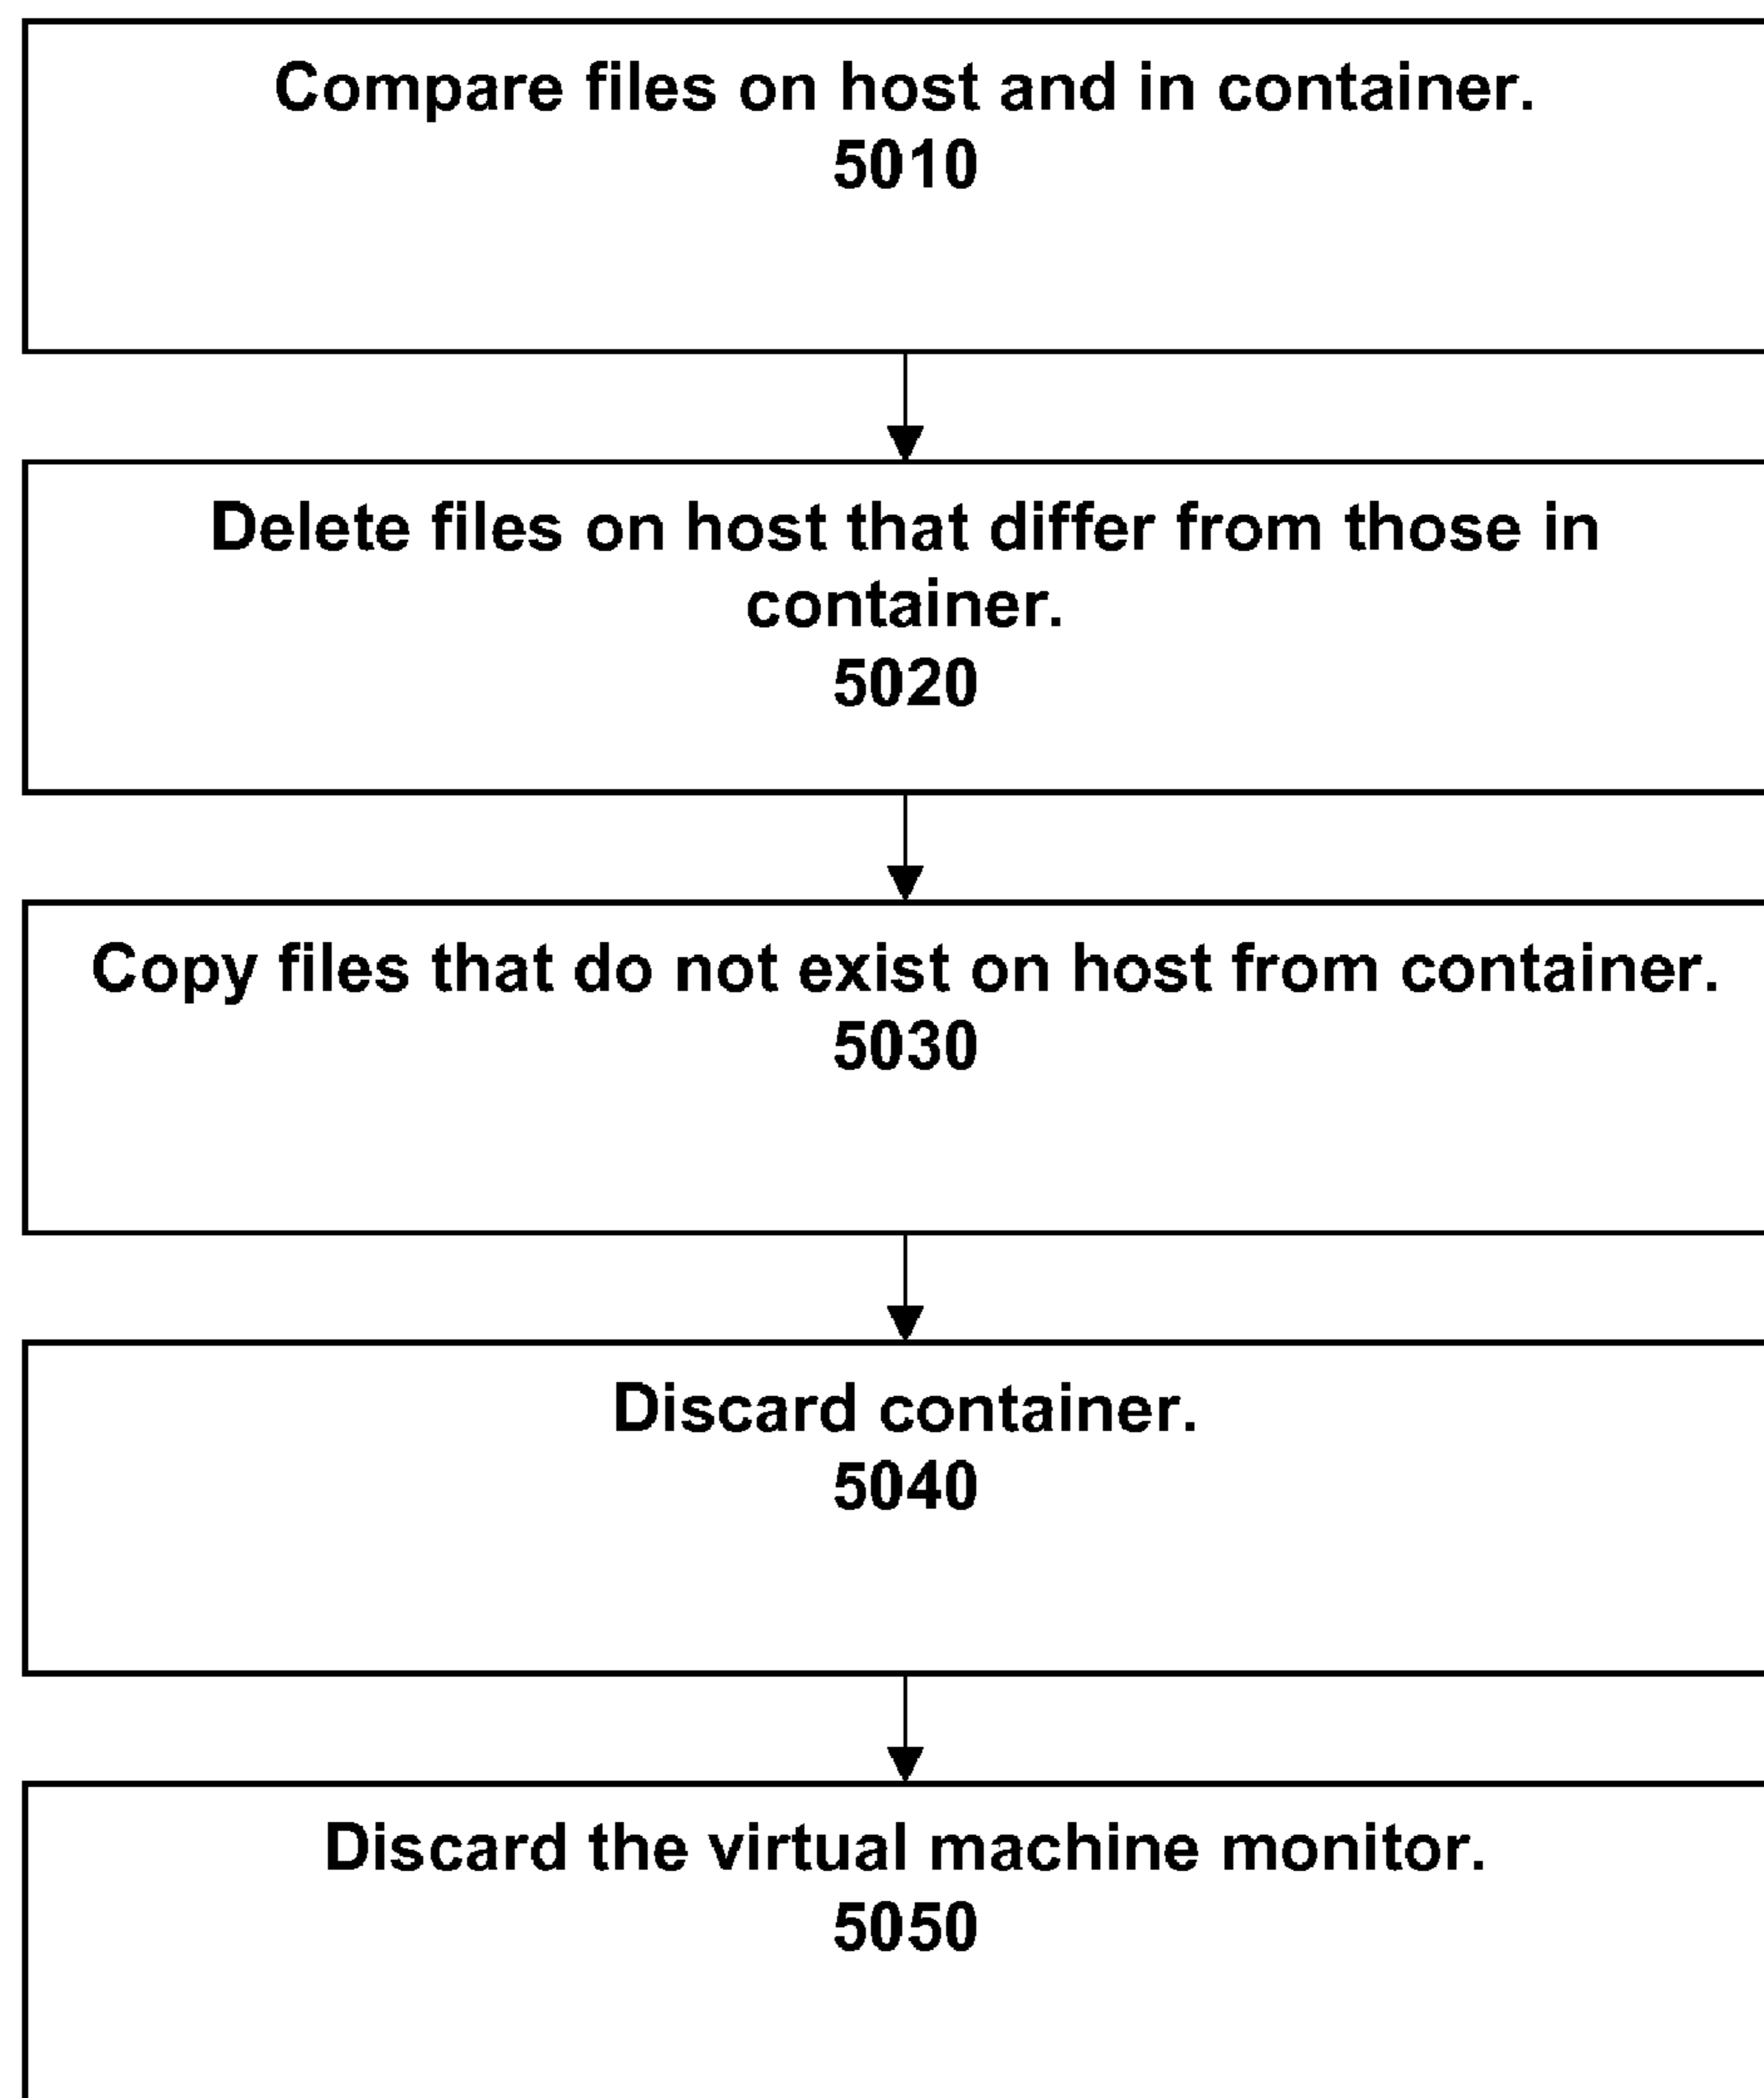 Compare files on host and in container.
5010
Delete files on host that differ from those in
container.
5020
Copy files that do not exist on host from container.
5030
Discard container.
5040
Discard the virtual machine monitor.
5050